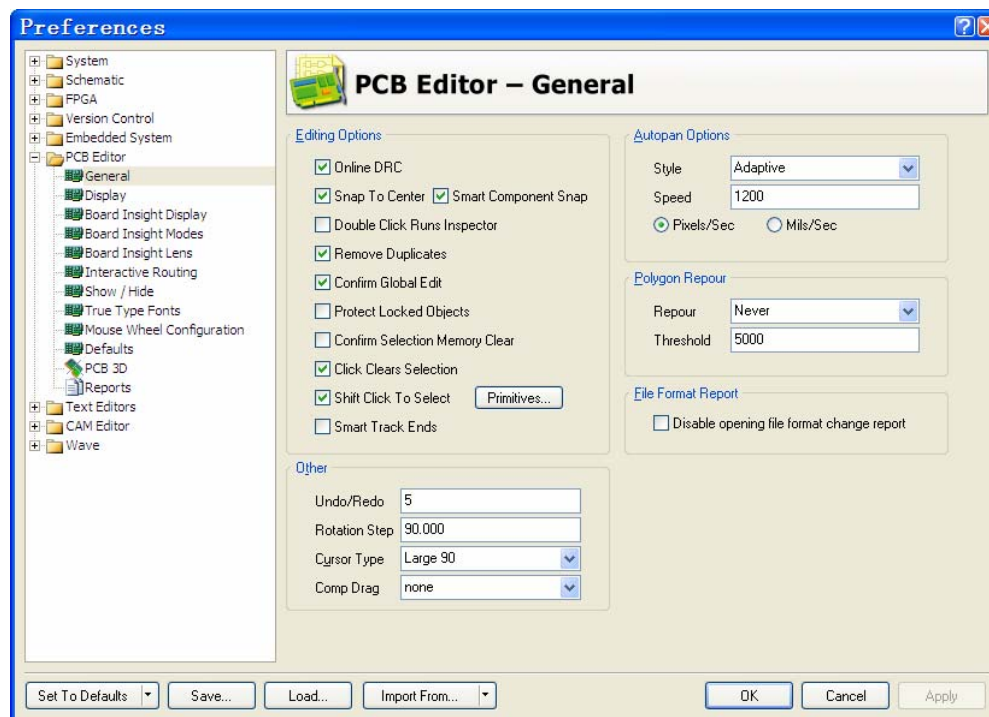 Preferences
System
Schematic
FPGA
Version Control
Embedded System
PCB Editor
General
Display
Board Insight Display
Board Insight Modes
Board Insight Lens
Interactive Routing
Show / Hide
True Type Fonts
Mouse Wheel Configuration
Defaults
PCB 3D
Reports
Text Editors
CAM Editor
Wave
PCB Editor – General
Editing Options
Online DRC
Snap To Center Smart Component Snap
Double Click Runs Inspector
Remove Duplicates
Confirm Global Edit
Protect Locked Objects
Confirm Selection Memory Clear
Click Clears Selection
Shift Click To Select Primitives...
Smart Track Ends
Other
Undo/Redo 5
Rotation Step 90.000
Cursor Type Large 90
Comp Drag none
Autopan Options
Style Adaptive
Speed 1200
Pixels/Sec Mils/Sec
Polygon Repour
Repour Never
Threshold 5000
File Format Report
Disable opening file format change report
Set To Defaults Save... Load... Import From... OK Cancel Apply